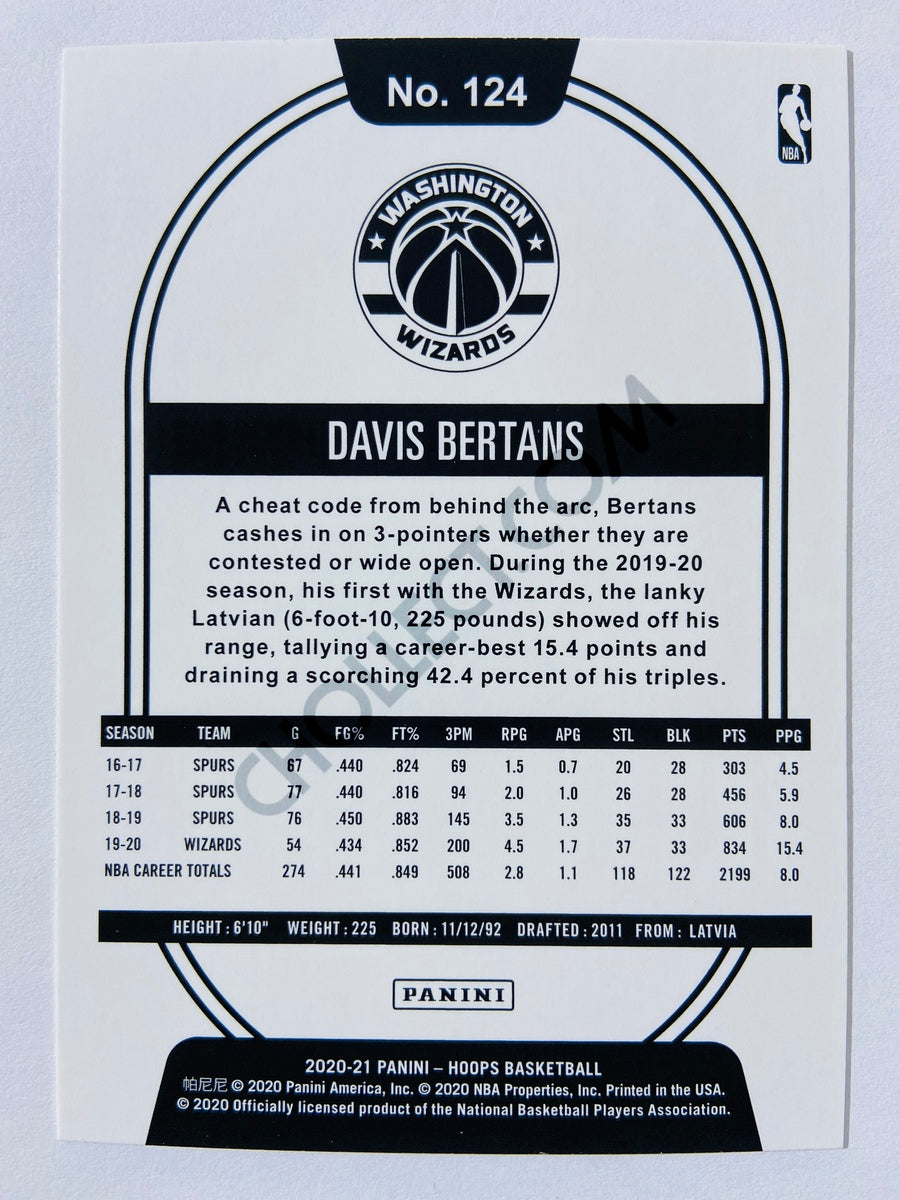 No. 124
NBA
WASHINGTON
WIZARDS
DAVIS BERTANS
A cheat code from behind the arc, Bertans
cashes in on 3-pointers whether they are
contested or wide open. During the 2019-20
season, his first with the Wizards, the lanky
Latvian (6-foot-10, 225 pounds) showed off his
range, tallying a career-best 15.4 points and
draining a scorching 42.4 percent of his triples.
SEASON TEAM G FG% FT% 3PM RPG APG STL BLK PTS PPG
16-17 SPURS 67 .440 .824 69 1.5 0.7 20 28 303 4.5
17-18 SPURS 77 .440 .816 94 2.0 1.0 26 28 456 5.9
18-19 SPURS 76 .450 .883 145 3.5 1.3 35 33 606 8.0
19-20 WIZARDS 54 .434 .852 200 4.5 1.7 37 33 834 15.4
NBA CAREER TOTALS 274 .441 .849 508 2.8 1.1 118 122 2199 8.0
HEIGHT: 6'10" WEIGHT: 225 BORN: 11/12/92 DRAFTED: 2011 FROM: LATVIA
PANINI
2020-21 PANINI – HOOPS BASKETBALL
帕尼尼 © 2020 Panini America, Inc. © 2020 NBA Properties, Inc. Printed in the USA.
© 2020 Officially licensed product of the National Basketball Players Association.
CHOLLECT.COM